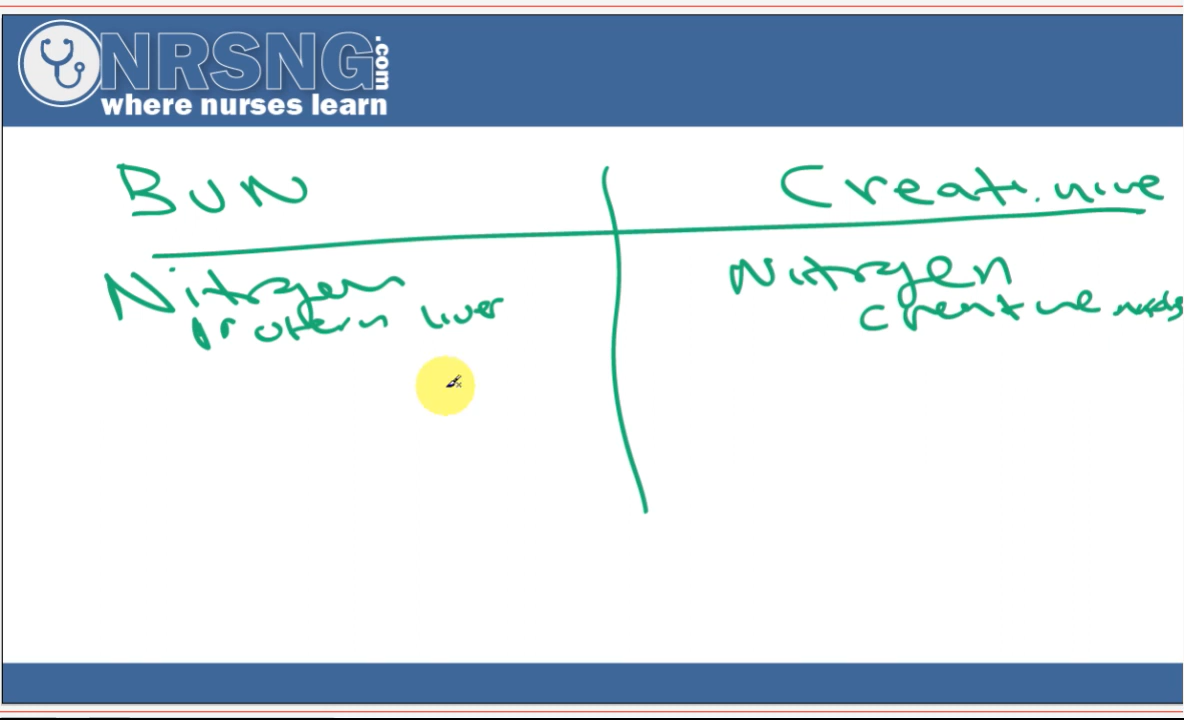 NRSNG.com
where nurses learn
BUN
Creatinine
Nitrogen
protein liver
Nitrogen
creatine